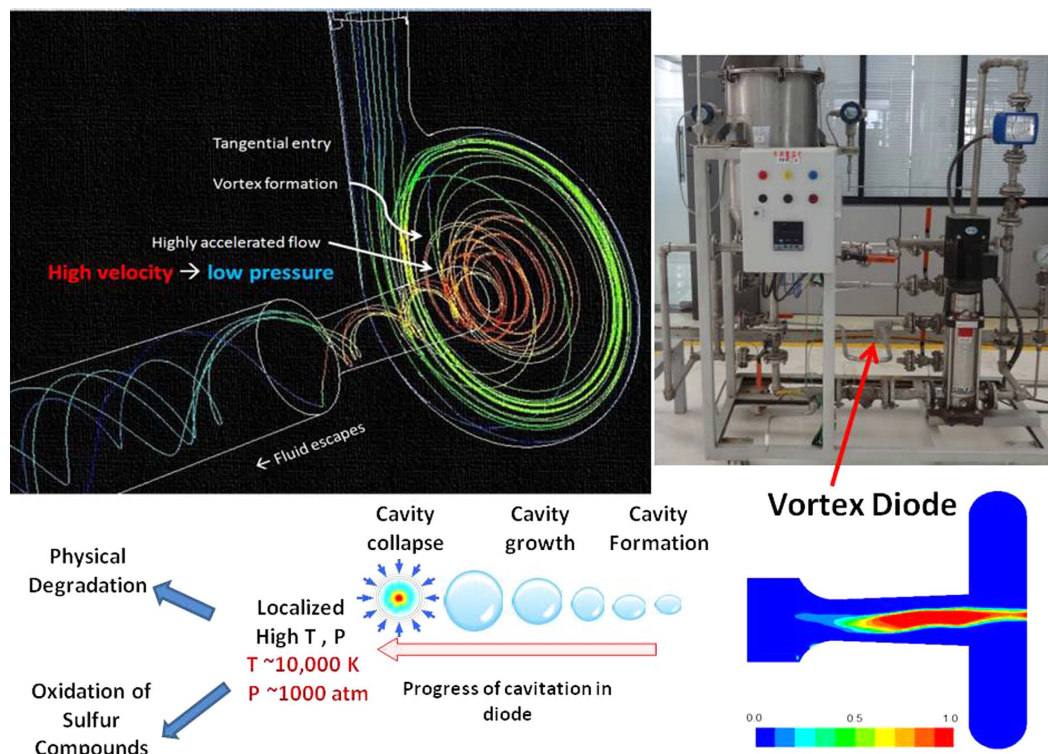 Tangential entry
Vortex formation
Highly accelerated flow
High velocity → low pressure
← Fluid escapes
Vortex Diode
Cavity
collapse
Cavity
growth
Cavity
Formation
Physical
Degradation
Localized
High T , P
T ~10,000 K
P ~1000 atm
Progress of cavitation in
diode
Oxidation of
Sulfur
Compounds
0.0 0.5 1.0